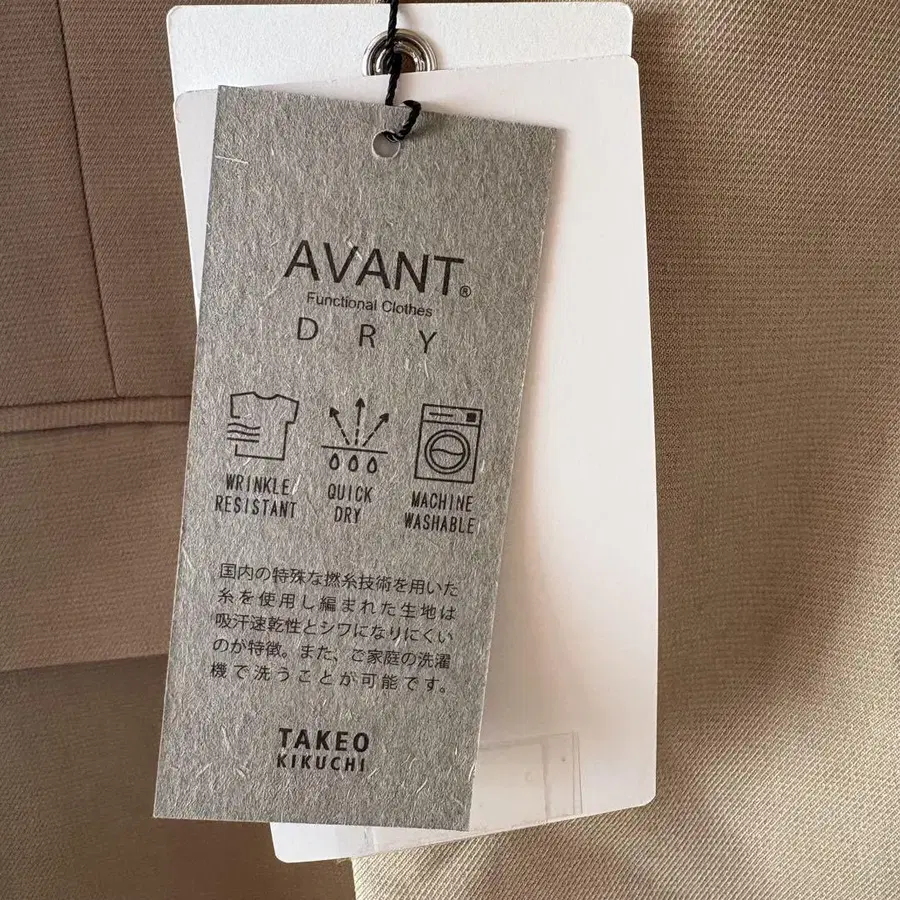 AVANT®
Functional Clothes
DRY
WRINKLE
RESISTANT
QUICK
DRY
MACHINE
WASHABLE
国内の特殊な撚糸技術を用いた
糸を使用し編まれた生地は
吸汗速乾性とシワになりにくい
のが特徴。また、ご家庭の洗濯
機で洗うことが可能です。
TAKEO
KIKUCHI